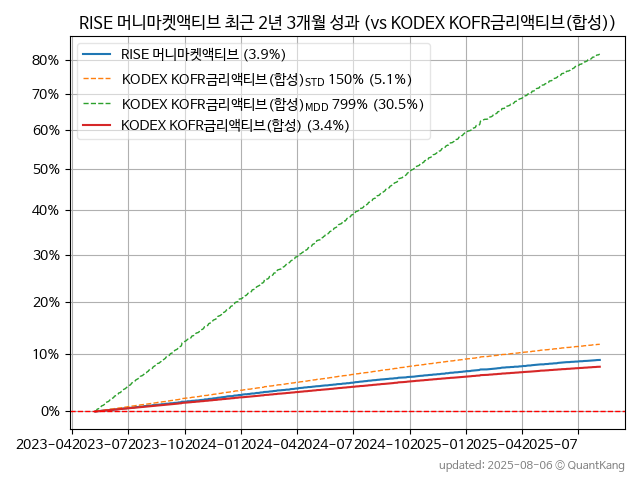 RISE 머니마켓액티브 최근 2년 3개월 성과 (vs KODEX KOFR금리액티브(합성))
RISE 머니마켓액티브 (3.9%)
KODEX KOFR금리액티브(합성)STD 150% (5.1%)
KODEX KOFR금리액티브(합성)MDD 799% (30.5%)
KODEX KOFR금리액티브(합성) (3.4%)
80%
70%
60%
50%
40%
30%
20%
10%
0%
2023-04 2023-07 2023-10 2024-01 2024-04 2024-07 2024-10 2025-01 2025-04 2025-07
updated: 2025-08-06 © QuantKang